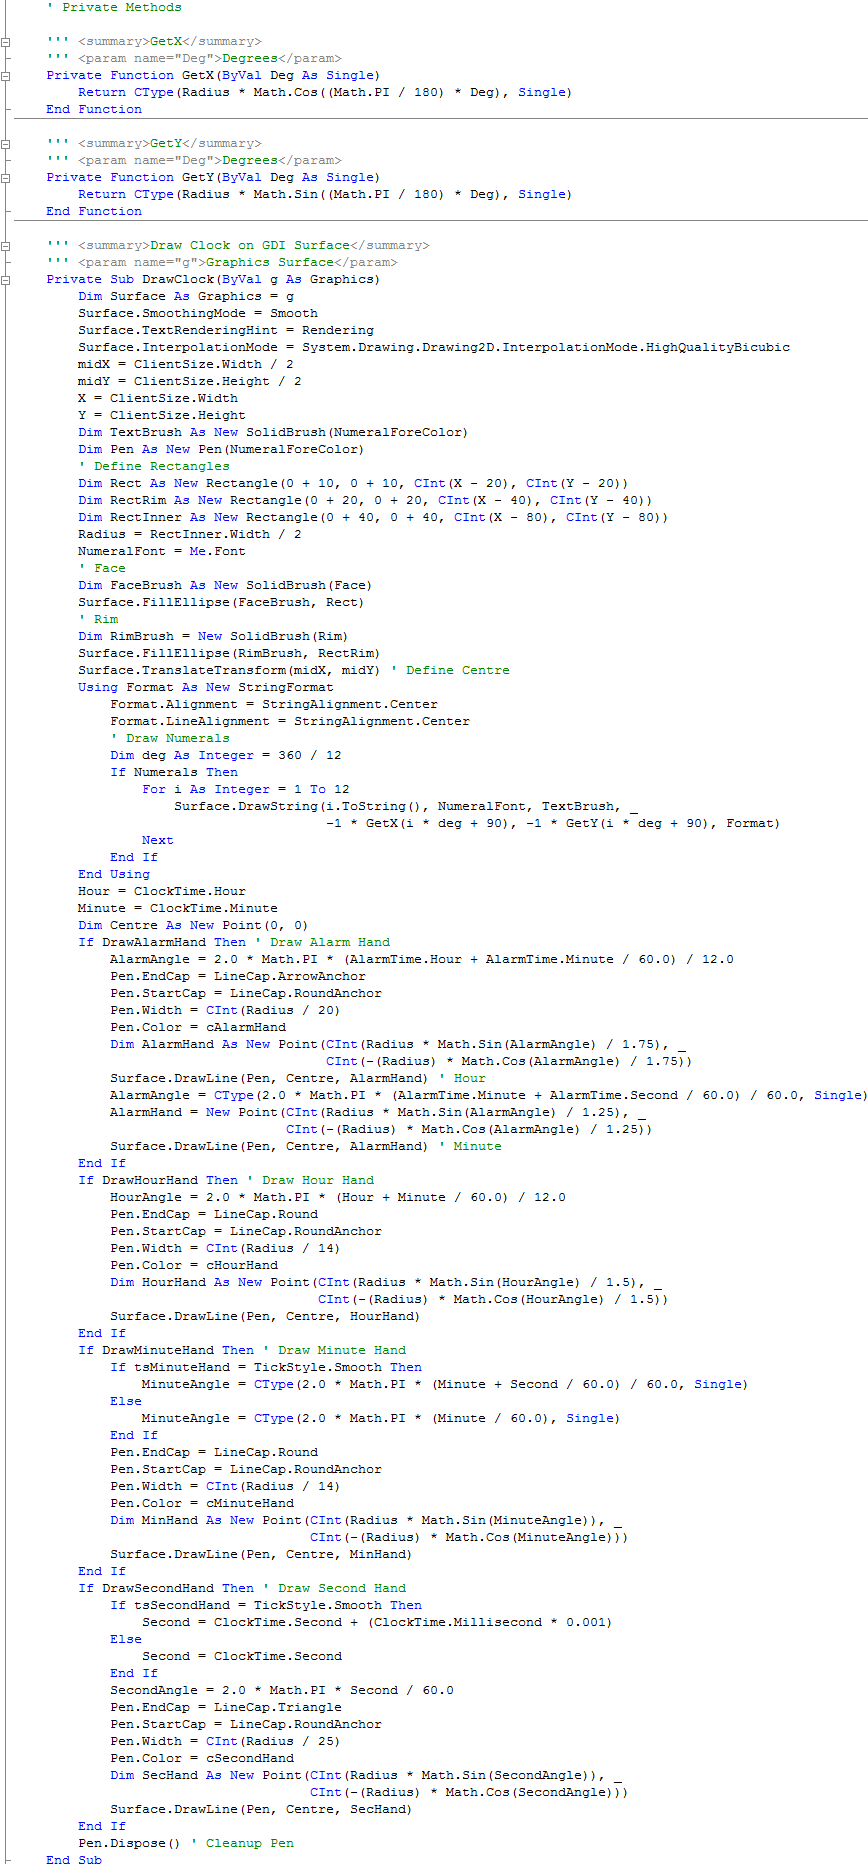 ' Private Methods
''' <summary>GetX</summary>
''' <param name="Deg">Degrees</param>
Private Function GetX(ByVal Deg As Single)
Return CType(Radius * Math.Cos((Math.PI / 180) * Deg), Single)
End Function
''' <summary>GetY</summary>
''' <param name="Deg">Degrees</param>
Private Function GetY(ByVal Deg As Single)
Return CType(Radius * Math.Sin((Math.PI / 180) * Deg), Single)
End Function
''' <summary>Draw Clock on GDI Surface</summary>
''' <param name="g">Graphics Surface</param>
Private Sub DrawClock(ByVal g As Graphics)
Dim Surface As Graphics = g
Surface.SmoothingMode = Smooth
Surface.TextRenderingHint = Rendering
Surface.InterpolationMode = System.Drawing.Drawing2D.InterpolationMode.HighQualityBicubic
midX = ClientSize.Width / 2
midY = ClientSize.Height / 2
X = ClientSize.Width
Y = ClientSize.Height
Dim TextBrush As New SolidBrush(NumeralForeColor)
Dim Pen As New Pen(NumeralForeColor)
' Define Rectangles
Dim Rect As New Rectangle(0 + 10, 0 + 10, CInt(X - 20), CInt(Y - 20))
Dim RectRim As New Rectangle(0 + 20, 0 + 20, CInt(X - 40), CInt(Y - 40))
Dim RectInner As New Rectangle(0 + 40, 0 + 40, CInt(X - 80), CInt(Y - 80))
Radius = RectInner.Width / 2
NumeralFont = Me.Font
' Face
Dim FaceBrush As New SolidBrush(Face)
Surface.FillEllipse(FaceBrush, Rect)
' Rim
Dim RimBrush = New SolidBrush(Rim)
Surface.FillEllipse(RimBrush, RectRim)
Surface.TranslateTransform(midX, midY) ' Define Centre
Using Format As New StringFormat
Format.Alignment = StringAlignment.Center
Format.LineAlignment = StringAlignment.Center
' Draw Numerals
Dim deg As Integer = 360 / 12
If Numerals Then
For i As Integer = 1 To 12
Surface.DrawString(i.ToString(), NumeralFont, TextBrush, _
-1 * GetX(i * deg + 90), -1 * GetY(i * deg + 90), Format)
Next
End If
End Using
Hour = ClockTime.Hour
Minute = ClockTime.Minute
Dim Centre As New Point(0, 0)
If DrawAlarmHand Then ' Draw Alarm Hand
AlarmAngle = 2.0 * Math.PI * (AlarmTime.Hour + AlarmTime.Minute / 60.0) / 12.0
Pen.EndCap = LineCap.ArrowAnchor
Pen.StartCap = LineCap.RoundAnchor
Pen.Width = CInt(Radius / 20)
Pen.Color = cAlarmHand
Dim AlarmHand As New Point(CInt(Radius * Math.Sin(AlarmAngle) / 1.75), _
CInt(-(Radius) * Math.Cos(AlarmAngle) / 1.75))
Surface.DrawLine(Pen, Centre, AlarmHand) ' Hour
AlarmAngle = CType(2.0 * Math.PI * (AlarmTime.Minute + AlarmTime.Second / 60.0) / 60.0, Single)
AlarmHand = New Point(CInt(Radius * Math.Sin(AlarmAngle) / 1.25), _
CInt(-(Radius) * Math.Cos(AlarmAngle) / 1.25))
Surface.DrawLine(Pen, Centre, AlarmHand) ' Minute
End If
If DrawHourHand Then ' Draw Hour Hand
HourAngle = 2.0 * Math.PI * (Hour + Minute / 60.0) / 12.0
Pen.EndCap = LineCap.Round
Pen.StartCap = LineCap.RoundAnchor
Pen.Width = CInt(Radius / 14)
Pen.Color = cHourHand
Dim HourHand As New Point(CInt(Radius * Math.Sin(HourAngle) / 1.5), _
CInt(-(Radius) * Math.Cos(HourAngle) / 1.5))
Surface.DrawLine(Pen, Centre, HourHand)
End If
If DrawMinuteHand Then ' Draw Minute Hand
If tsMinuteHand = TickStyle.Smooth Then
MinuteAngle = CType(2.0 * Math.PI * (Minute + Second / 60.0) / 60.0, Single)
Else
MinuteAngle = CType(2.0 * Math.PI * (Minute / 60.0), Single)
End If
Pen.EndCap = LineCap.Round
Pen.StartCap = LineCap.RoundAnchor
Pen.Width = CInt(Radius / 14)
Pen.Color = cMinuteHand
Dim MinHand As New Point(CInt(Radius * Math.Sin(MinuteAngle)), _
CInt(-(Radius) * Math.Cos(MinuteAngle)))
Surface.DrawLine(Pen, Centre, MinHand)
End If
If DrawSecondHand Then ' Draw Second Hand
If tsSecondHand = TickStyle.Smooth Then
Second = ClockTime.Second + (ClockTime.Millisecond * 0.001)
Else
Second = ClockTime.Second
End If
SecondAngle = 2.0 * Math.PI * Second / 60.0
Pen.EndCap = LineCap.Triangle
Pen.StartCap = LineCap.RoundAnchor
Pen.Width = CInt(Radius / 25)
Pen.Color = cSecondHand
Dim SecHand As New Point(CInt(Radius * Math.Sin(SecondAngle)), _
CInt(-(Radius) * Math.Cos(SecondAngle)))
Surface.DrawLine(Pen, Centre, SecHand)
End If
Pen.Dispose() ' Cleanup Pen
End Sub